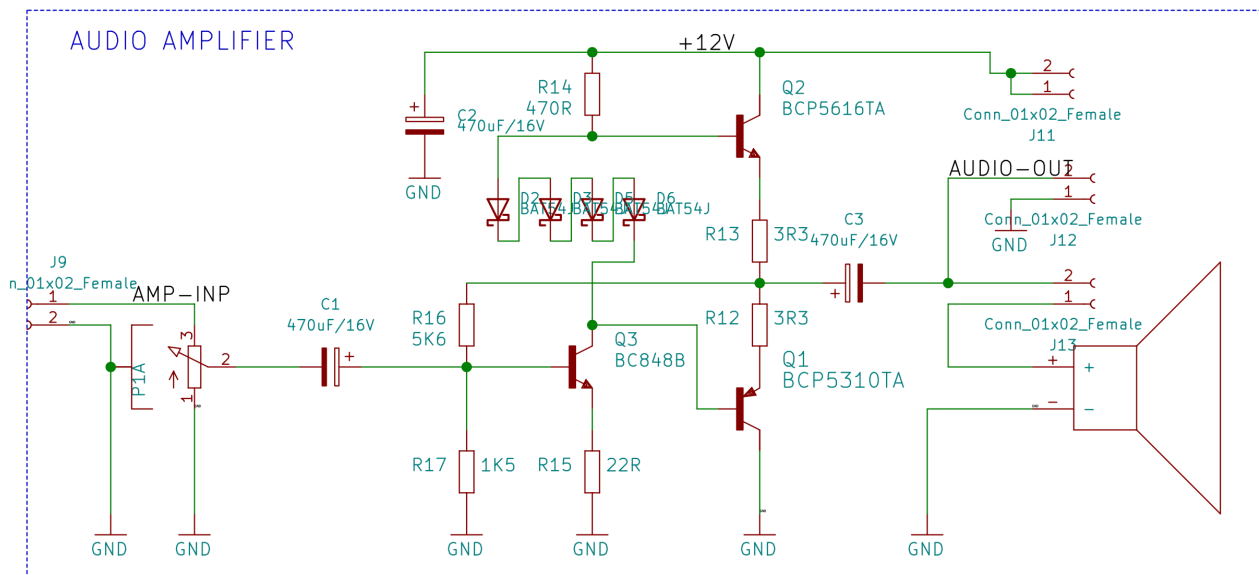 AUDIO AMPLIFIER
+12V
R14
470R
C2
470uF/16V
GND
Q2
BCP5616TA
2
1
Conn_01x02_Female
J11
D2
BAT54J
D3
BAT54J
D5
BAT54J
D6
BAT54J
AUDIO-OUT
2
1
Conn_01x02_Female
J12
GND
R13
3R3
C3
470uF/16V
+
J9
n_01x02_Female
1
2
AMP-INP
3
2
1
P1A
C1
470uF/16V
+
R16
5K6
Q3
BC848B
R12
3R3
Q1
BCP5310TA
2
1
Conn_01x02_Female
J13
+
+
−
−
R17
1K5
R15
22R
GND
GND
GND
GND
GND
GND